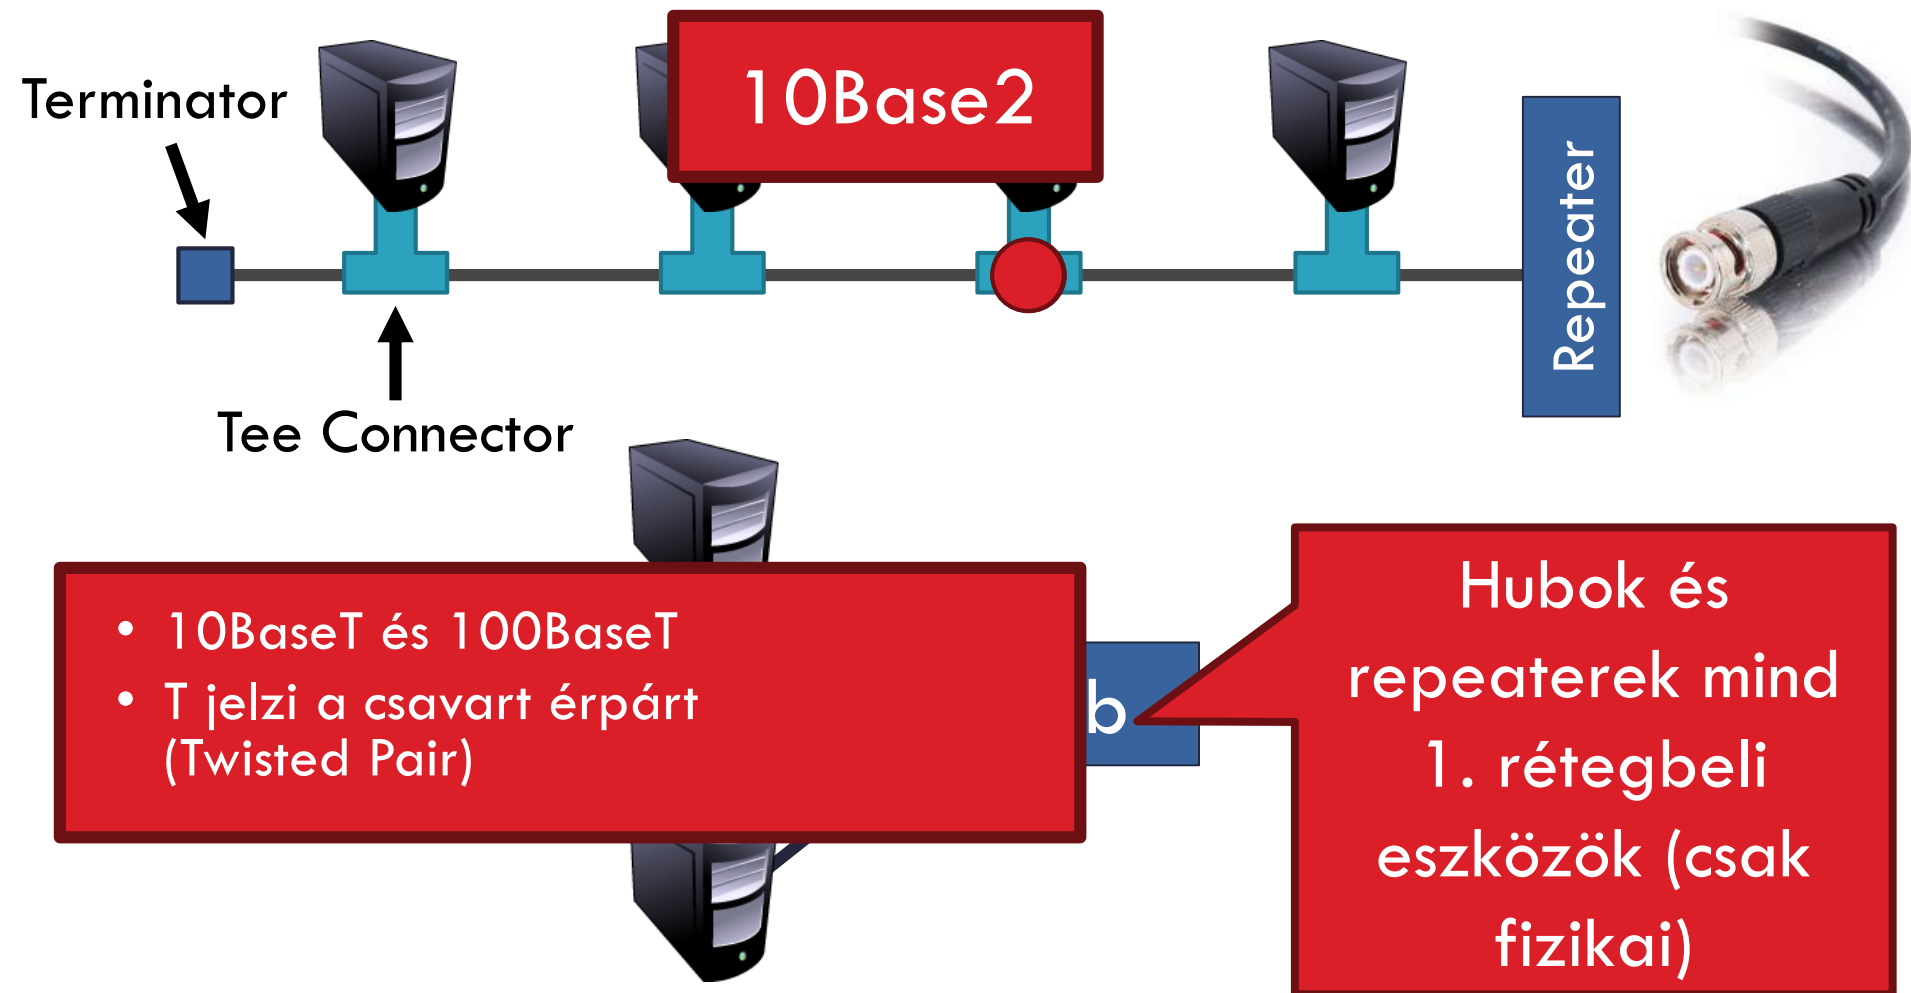 10Base2
Terminator
Repeater
Tee Connector
• 10BaseT és 100BaseT
• T jelzi a csavart érpárt
(Twisted Pair)
b
Hubok és
repeaterek mind
1. rétegbeli
eszközök (csak
fizikai)